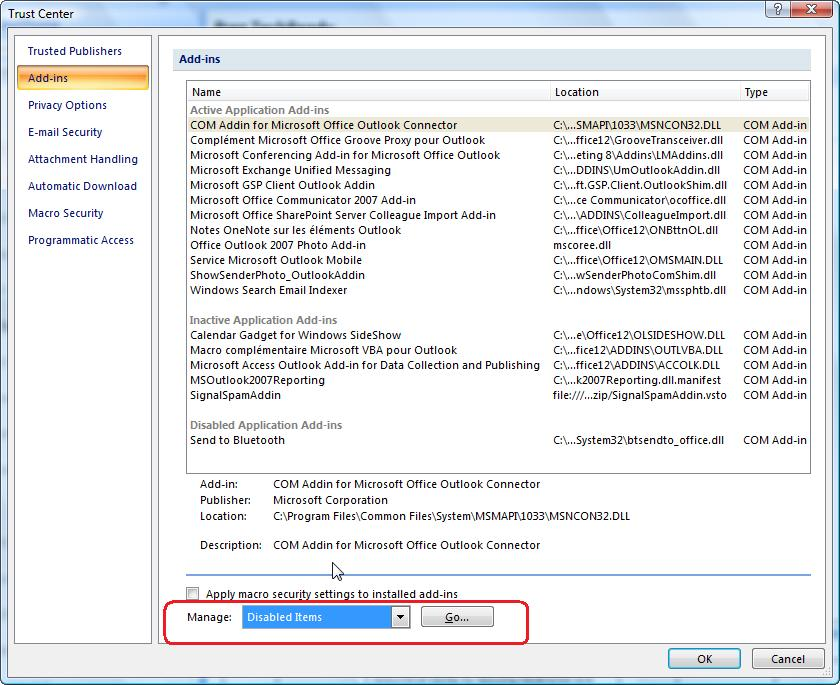 Trust Center
Trusted Publishers
Add-ins
Privacy Options
E-mail Security
Attachment Handling
Automatic Download
Macro Security
Programmatic Access
Add-ins
Name Location Type
Active Application Add-ins
COM Addin for Microsoft Office Outlook Connector C:\...SMAPI\1033\MSNCON32.DLL COM Add-in
Complément Microsoft Office Groove Proxy pour Outlook C:\...ffice12\GrooveTransceiver.dll COM Add-in
Microsoft Conferencing Add-in for Microsoft Office Outlook C:\...eting 8\Addins\LMAddins.dll COM Add-in
Microsoft Exchange Unified Messaging C:\...DDINS\UmOutlookAddin.dll COM Add-in
Microsoft GSP Client Outlook Addin C:\...ft.GSP.Client.OutlookShim.dll COM Add-in
Microsoft Office Communicator 2007 Add-in C:\...ce Communicator\ocoffice.dll COM Add-in
Microsoft Office SharePoint Server Colleague Import Add-in C:\...\ADDINS\ColleagueImport.dll COM Add-in
Notes OneNote sur les éléments Outlook C:\...ffice\Office12\ONBttnOL.dll COM Add-in
Office Outlook 2007 Photo Add-in mscoree.dll COM Add-in
Service Microsoft Outlook Mobile C:\...ffice\Office12\OMSMAIN.DLL COM Add-in
ShowSenderPhoto_OutlookAddin C:\...wSenderPhotoComShim.dll COM Add-in
Windows Search Email Indexer C:\...ndows\System32\mssphtb.dll COM Add-in
Inactive Application Add-ins
Calendar Gadget for Windows SideShow C:\...e\Office12\OLSIDESHOW.DLL COM Add-in
Macro complémentaire Microsoft VBA pour Outlook C:\...ffice12\ADDINS\OUTLVBA.DLL COM Add-in
Microsoft Access Outlook Add-in for Data Collection and Publishing C:\...ffice12\ADDINS\ACCOLK.DLL COM Add-in
MSOutlook2007Reporting C:\...k2007Reporting.dll.manifest COM Add-in
SignalSpamAddin file:///...zip/SignalSpamAddin.vsto COM Add-in
Disabled Application Add-ins
Send to Bluetooth C:\...System32\btsendto_office.dll COM Add-in
Add-in: COM Addin for Microsoft Office Outlook Connector
Publisher: Microsoft Corporation
Location: C:\Program Files\Common Files\System\MSMAPI\1033\MSNCON32.DLL
Description: COM Addin for Microsoft Office Outlook Connector
Apply macro security settings to installed add-ins
Manage: Disabled Items Go...
OK Cancel